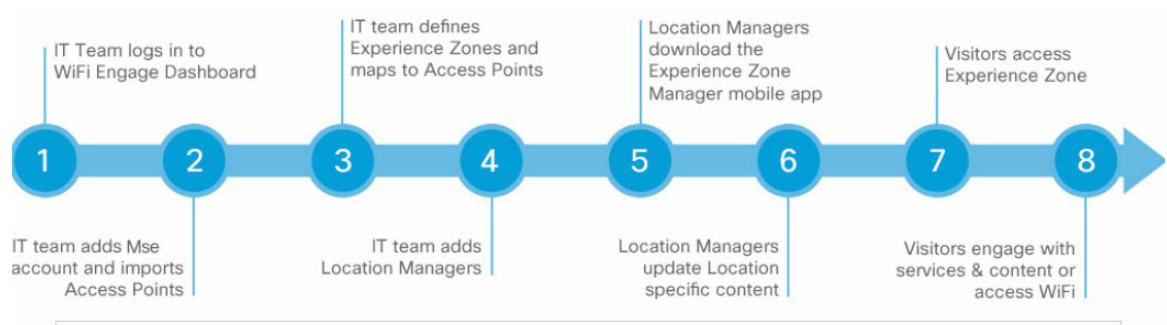 IT Team logs in to
WiFi Engage Dashboard
IT team defines
Experience Zones and
maps to Access Points
Location Managers
download the
Experience Zone
Manager mobile app
Visitors access
Experience Zone
1
2
3
4
5
6
7
8
IT team adds Mse
account and imports
Access Points
IT team adds
Location Managers
Location Managers
update Location
specific content
Visitors engage with
services & content or
access WiFi